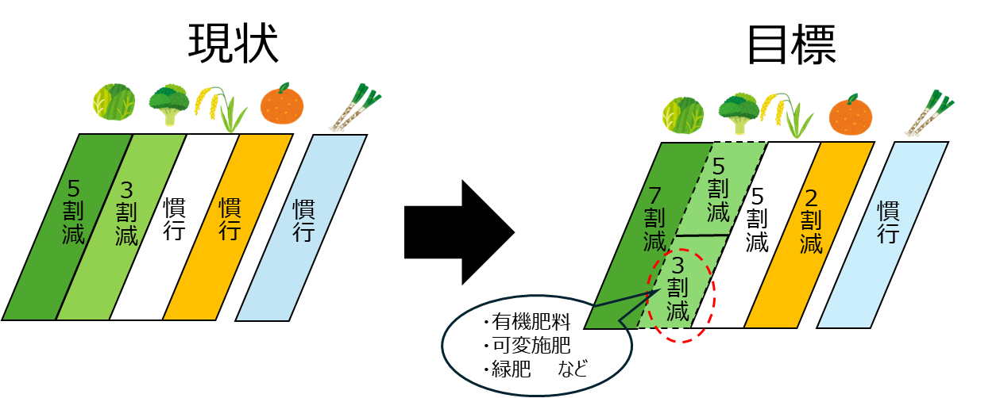 現状
5割減
3割減
慣行
慣行
慣行
目標
7割減
5割減
3割減
5割減
2割減
慣行
・有機肥料
・可変施肥
・緑肥 など